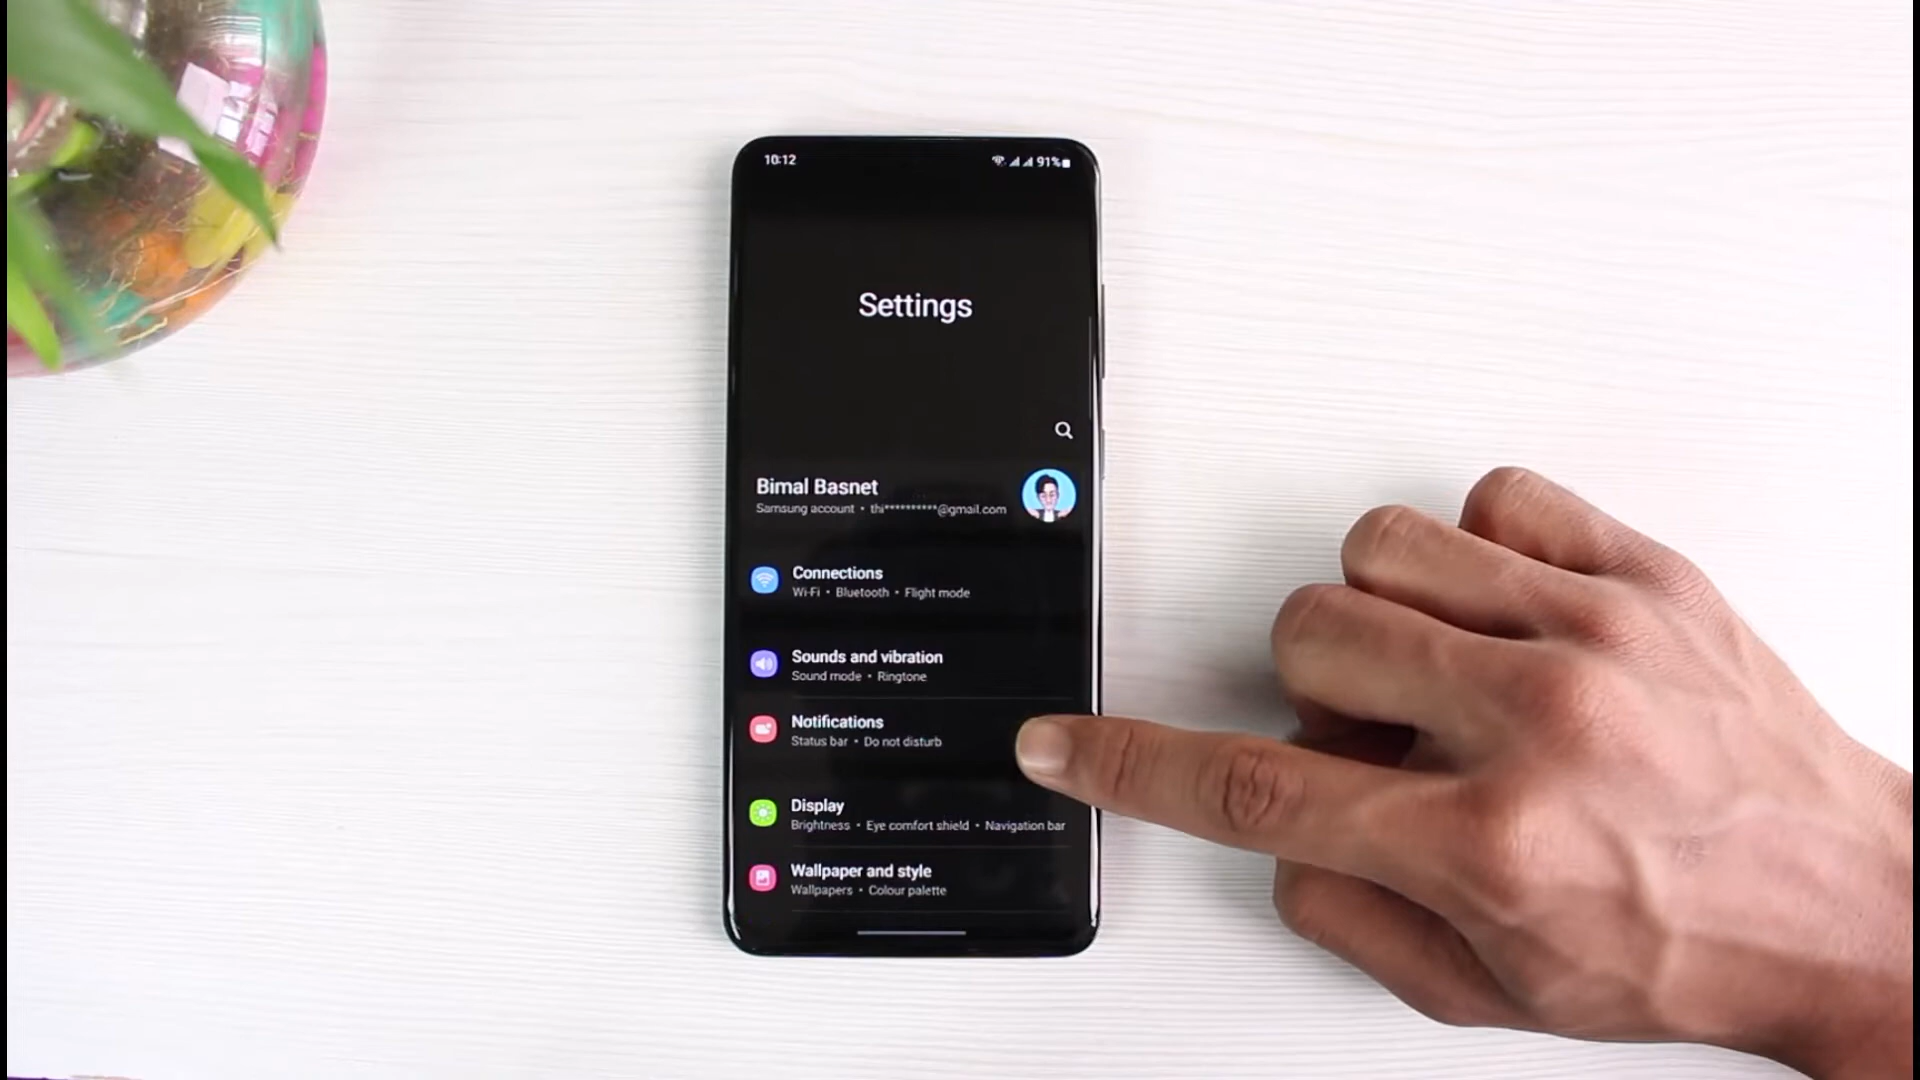 10:12 91%
Settings
Bimal Basnet
Samsung account • thi**********@gmail.com
Connections
Wi-Fi • Bluetooth • Flight mode
Sounds and vibration
Sound mode • Ringtone
Notifications
Status bar • Do not disturb
Display
Brightness • Eye comfort shield • Navigation bar
Wallpaper and style
Wallpapers • Colour palette